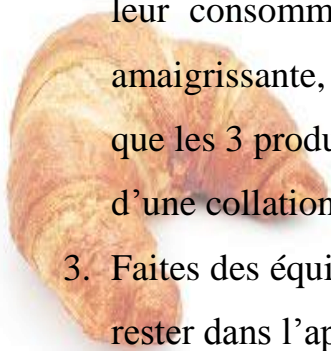 leur consomm
amaigrissante,
que les 3 produ
d’une collation
3. Faites des équi
rester dans l’ap